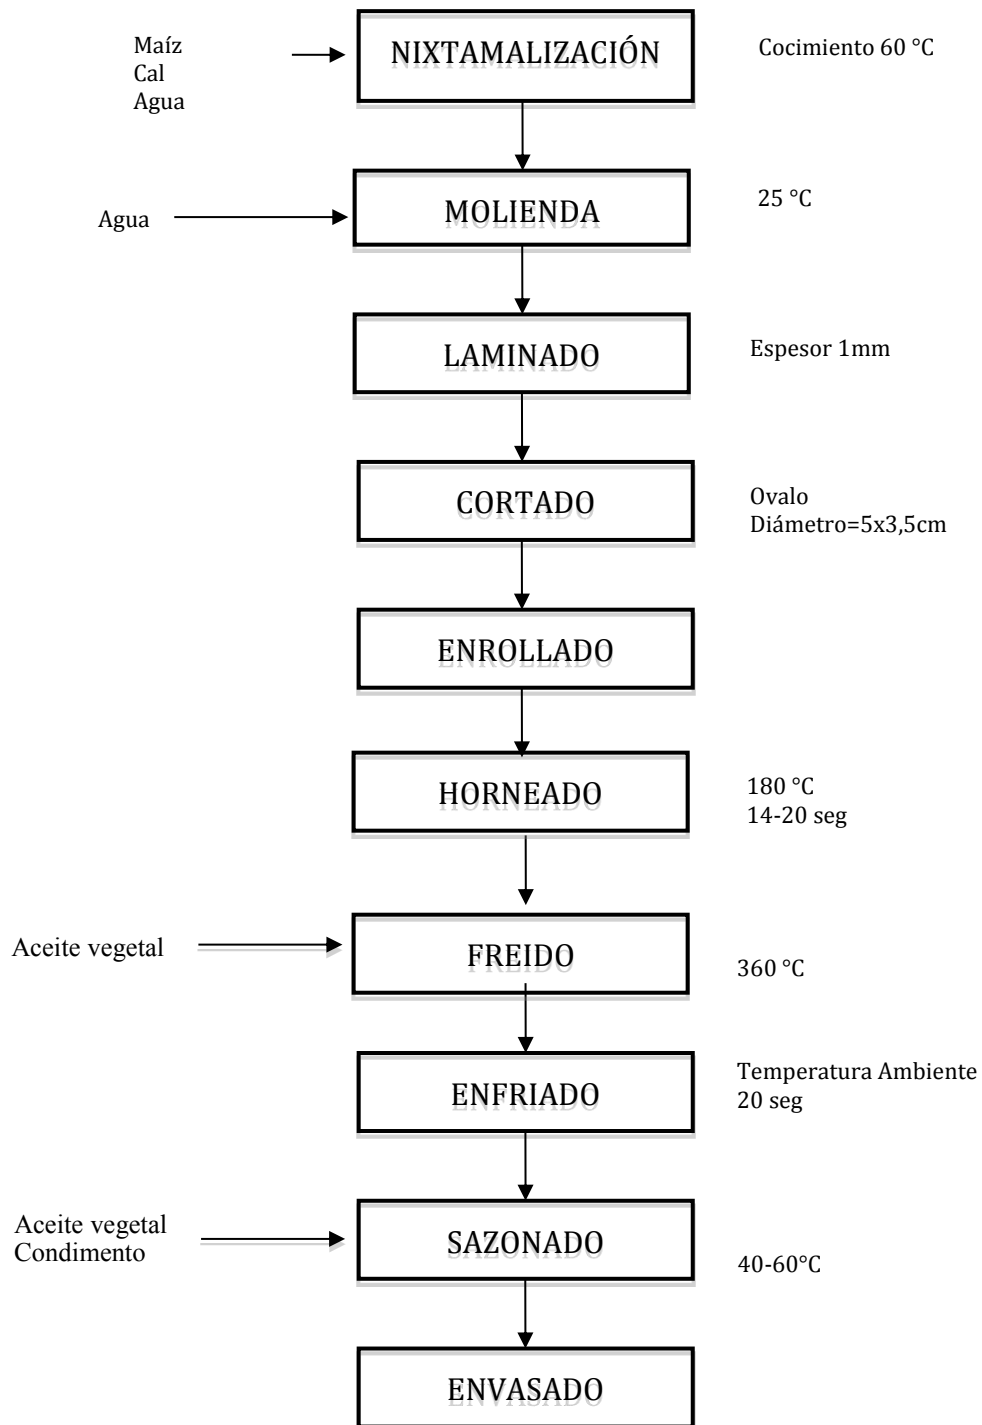 Maíz
Cal
Agua
NIXTAMALIZACIÓN
Cocimiento 60 °C
Agua
MOLIENDA
25 °C
LAMINADO
Espesor 1mm
CORTADO
Ovalo
Diámetro=5x3,5cm
ENROLLADO
HORNEADO
180 °C
14-20 seg
Aceite vegetal
FREIDO
360 °C
ENFRIADO
Temperatura Ambiente
20 seg
Aceite vegetal
Condimento
SAZONADO
40-60°C
ENVASADO